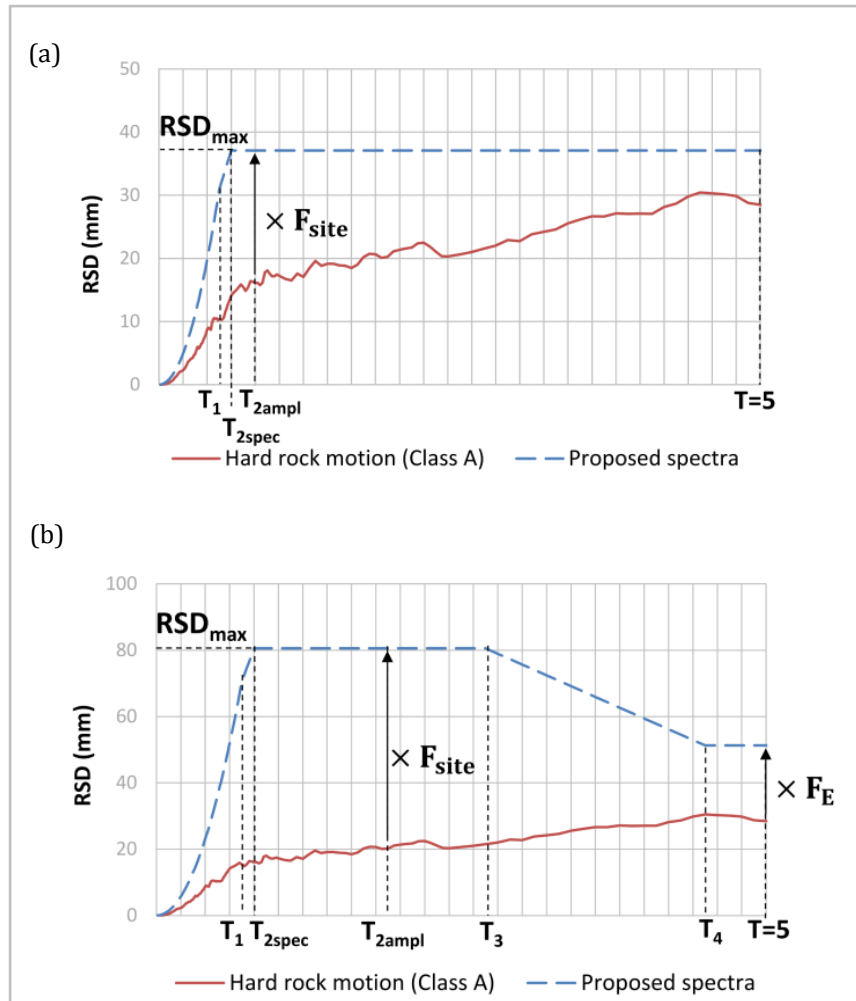 (a)
50
40
30
20
10
0
RSD (mm)
RSDmax
× Fsite
T1
T2ampl
T2spec
T=5
Hard rock motion (Class A)
Proposed spectra
(b)
100
80
60
40
20
0
RSD (mm)
RSDmax
× Fsite
× FE
T1
T2spec
T2ampl
T3
T4
T=5
Hard rock motion (Class A)
Proposed spectra